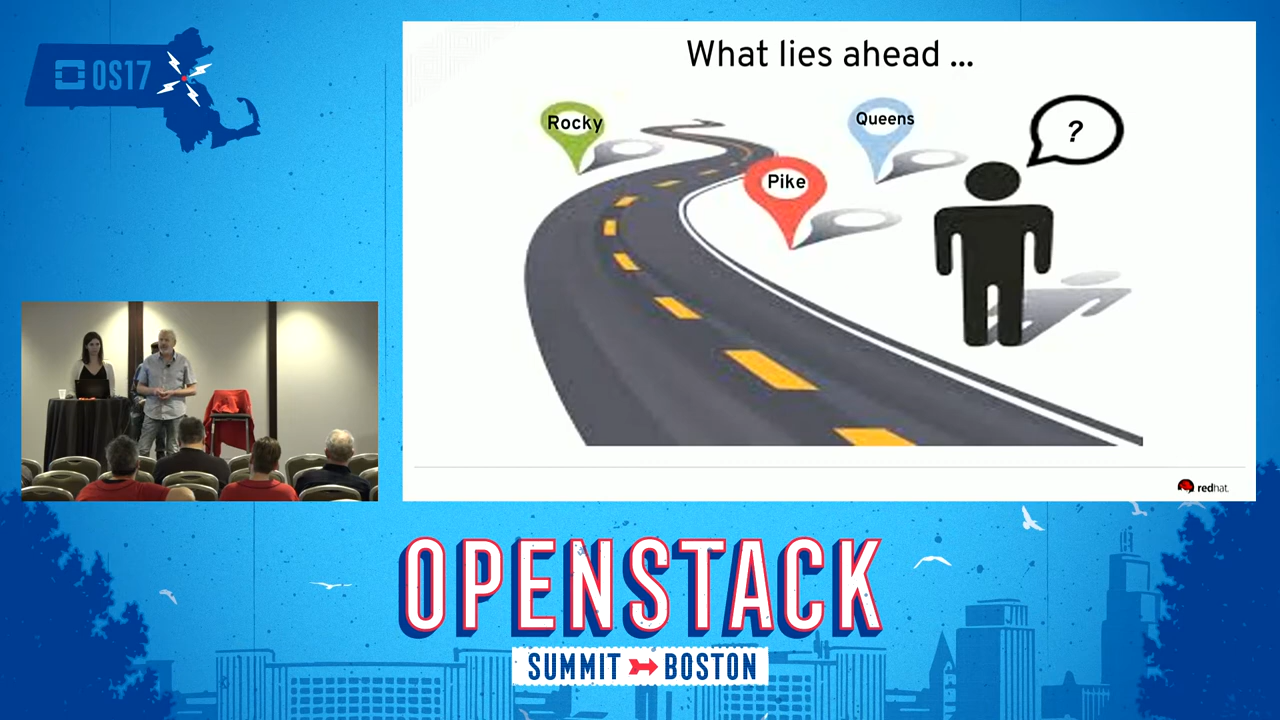 OS17
What lies ahead ...
Rocky
Queens
?
Pike
redhat.
OPENSTACK
SUMMIT BOSTON